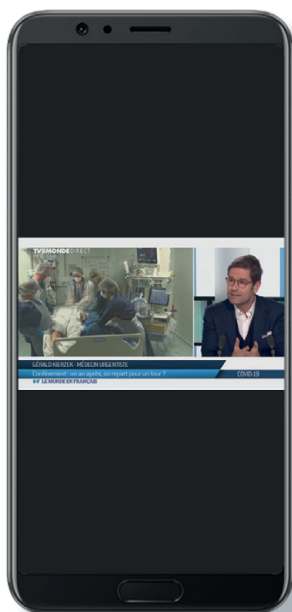 TV5MONDE DIRECT
GÉRALD KIERZEK - MÉDECIN URGENTISTE
Confinement : un an après, on repart pour un tour ?
COVID-19
LE MONDE EN FRANÇAIS